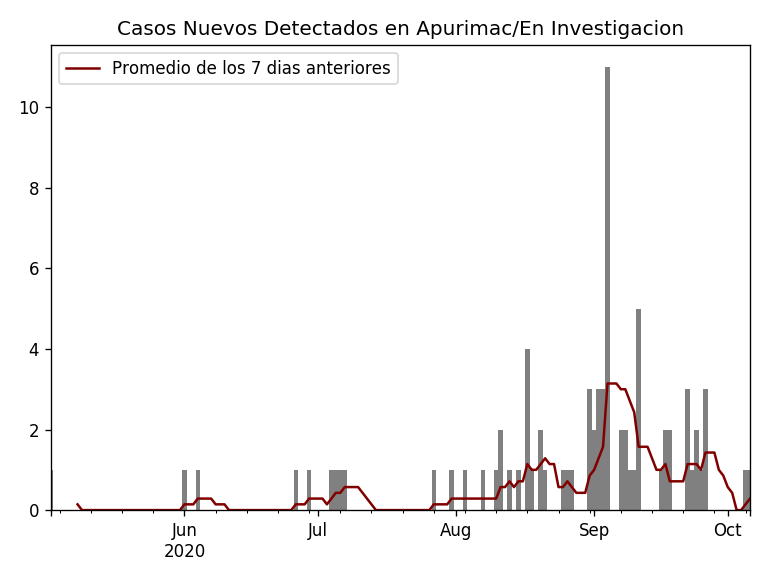 Casos Nuevos Detectados en Apurimac/En Investigacion
Promedio de los 7 dias anteriores
10
8
6
4
2
0
Jun Jul Aug Sep Oct
2020